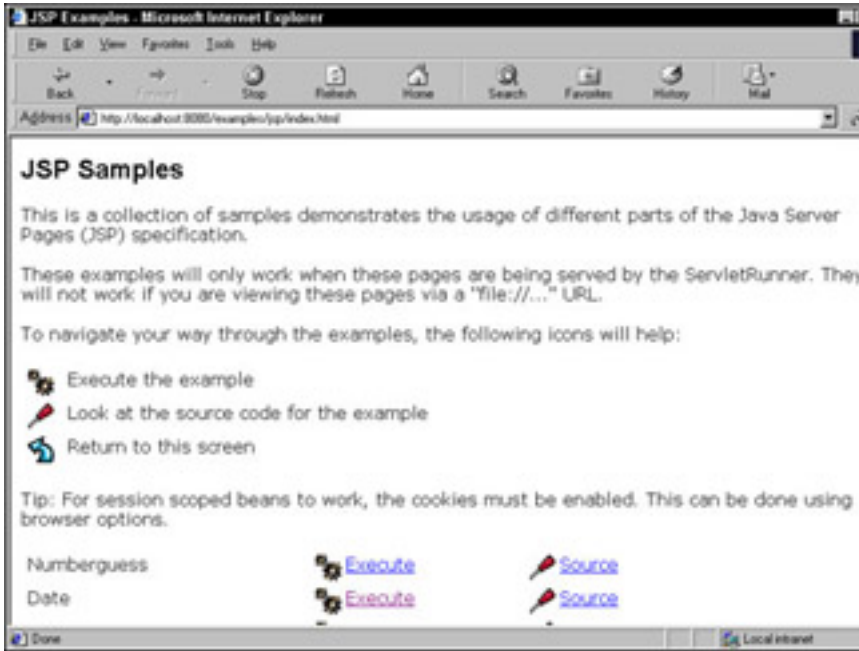 JSP Examples - Microsoft Internet Explorer
File Edit View Favorites Tools Help
Back Forward Stop Refresh Home Search Favorites History Mail
Address http://localhost:8080/examples/jsp/index.html
JSP Samples
This is a collection of samples demonstrates the usage of different parts of the Java Server
Pages (JSP) specification.
These examples will only work when these pages are being served by the ServletRunner. They
will not work if you are viewing these pages via a "file://..." URL.
To navigate your way through the examples, the following icons will help:
Execute the example
Look at the source code for the example
Return to this screen
Tip: For session scoped beans to work, the cookies must be enabled. This can be done using
browser options.
Numberguess Execute Source
Date Execute Source
Done Local intranet